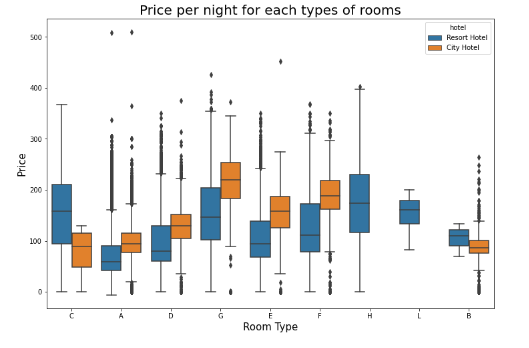 Price per night for each types of rooms
hotel
Resort Hotel
City Hotel
500
400
300
200
100
0
Price
C A D G E F H L B
Room Type